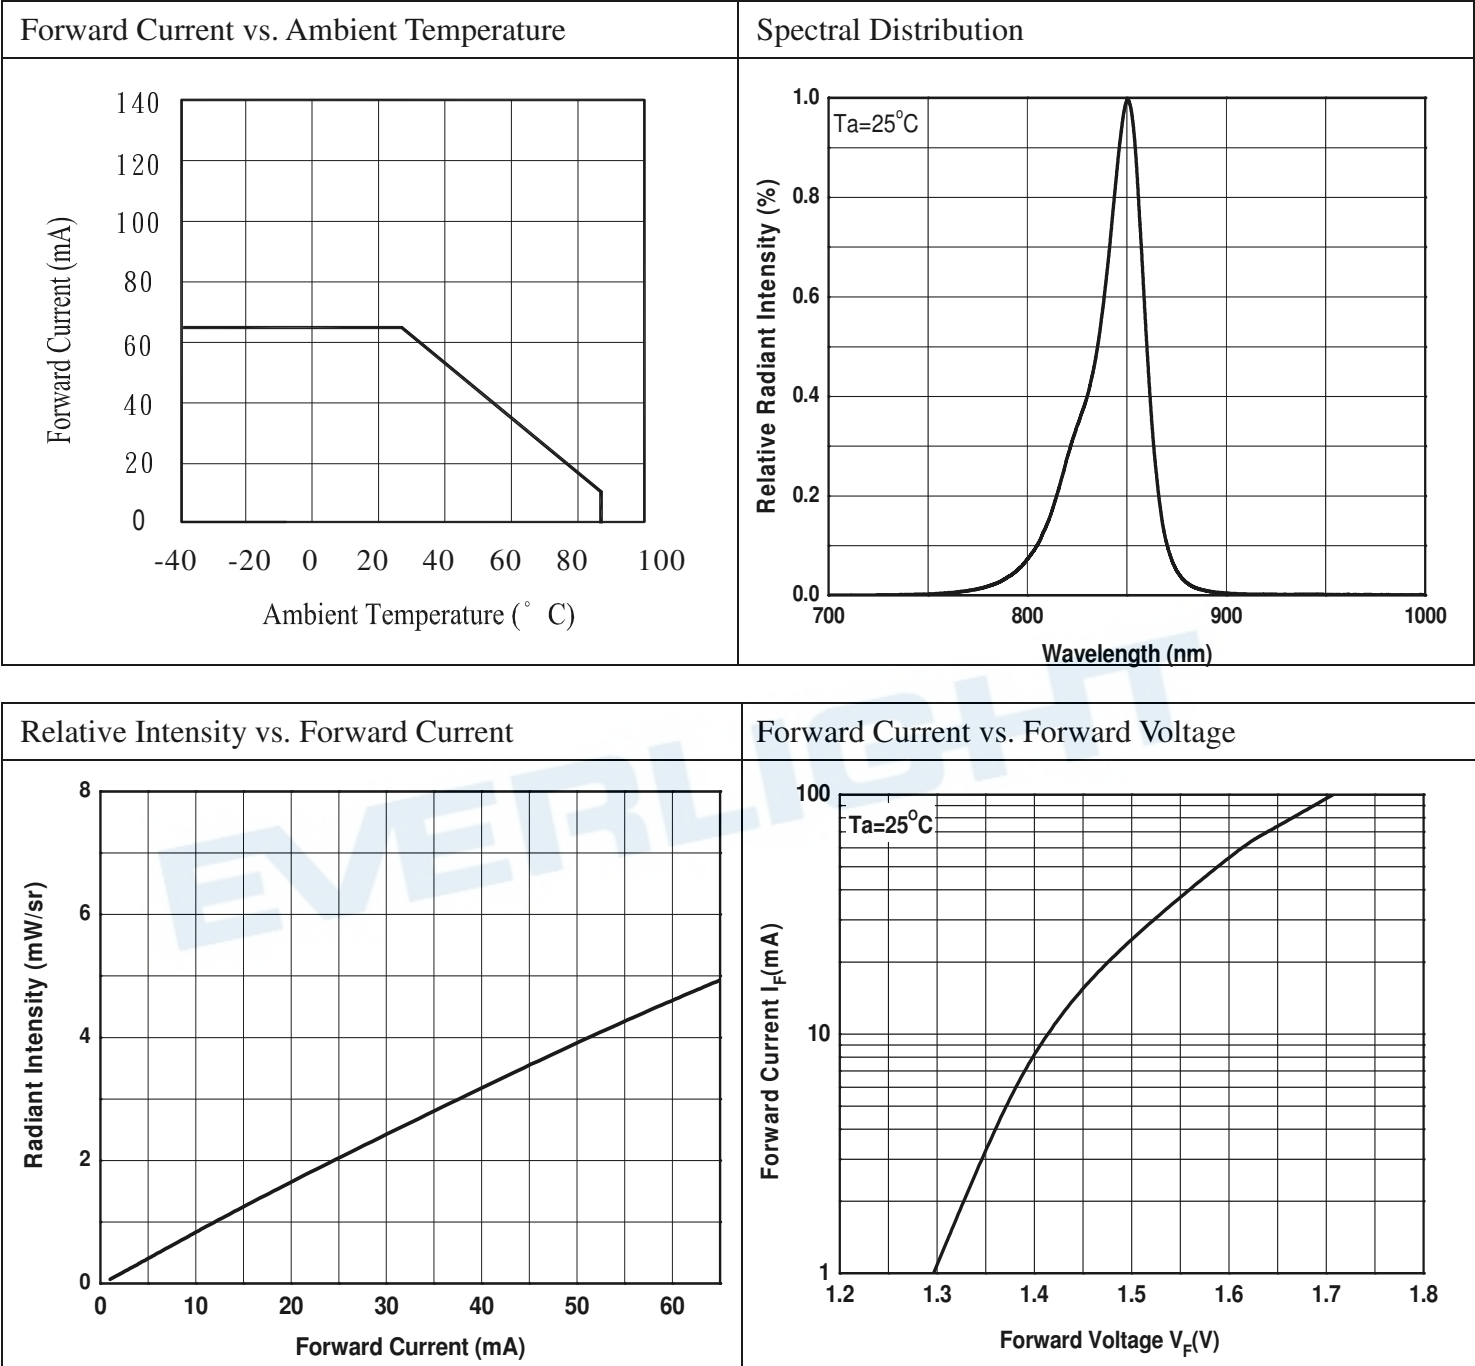 Forward Current vs. Ambient Temperature
Forward Current (mA)
140
120
100
80
60
40
20
0
-40 -20 0 20 40 60 80 100
Ambient Temperature (° C)
Spectral Distribution
Ta=25°C
Relative Radiant Intensity (%)
1.0
0.8
0.6
0.4
0.2
0.0
700 800 900 1000
Wavelength (nm)
EVERLIGHT
Relative Intensity vs. Forward Current
Radiant Intensity (mW/sr)
8
6
4
2
0
0 10 20 30 40 50 60
Forward Current (mA)
Forward Current vs. Forward Voltage
Ta=25°C
Forward Current IF(mA)
100
10
1
1.2 1.3 1.4 1.5 1.6 1.7 1.8
Forward Voltage VF(V)